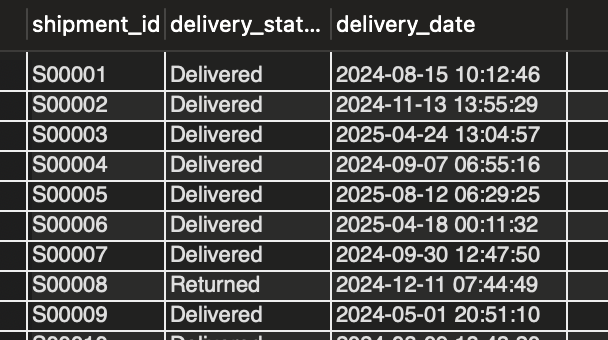 shipment_id delivery_stat... delivery_date
S00001 Delivered 2024-08-15 10:12:46
S00002 Delivered 2024-11-13 13:55:29
S00003 Delivered 2025-04-24 13:04:57
S00004 Delivered 2024-09-07 06:55:16
S00005 Delivered 2025-08-12 06:29:25
S00006 Delivered 2025-04-18 00:11:32
S00007 Delivered 2024-09-30 12:47:50
S00008 Returned 2024-12-11 07:44:49
S00009 Delivered 2024-05-01 20:51:10
Delivered